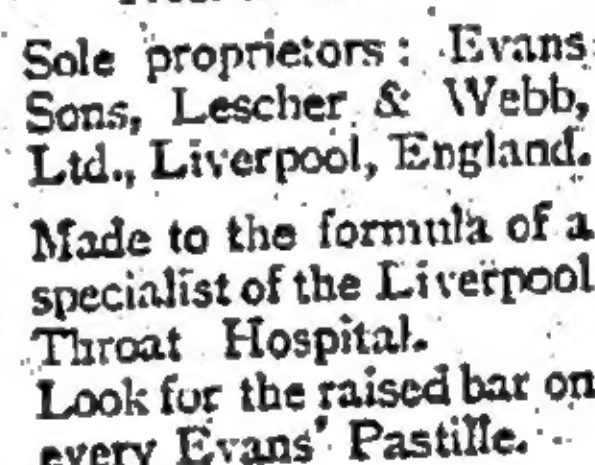 Sole proprietors: Evans
Sons, Lescher & Webb,
Ltd., Liverpool, England.
Made to the formula of a
specialist of the Liverpool
Throat Hospital.
Look for the raised bar on
every Evans' Pastille.